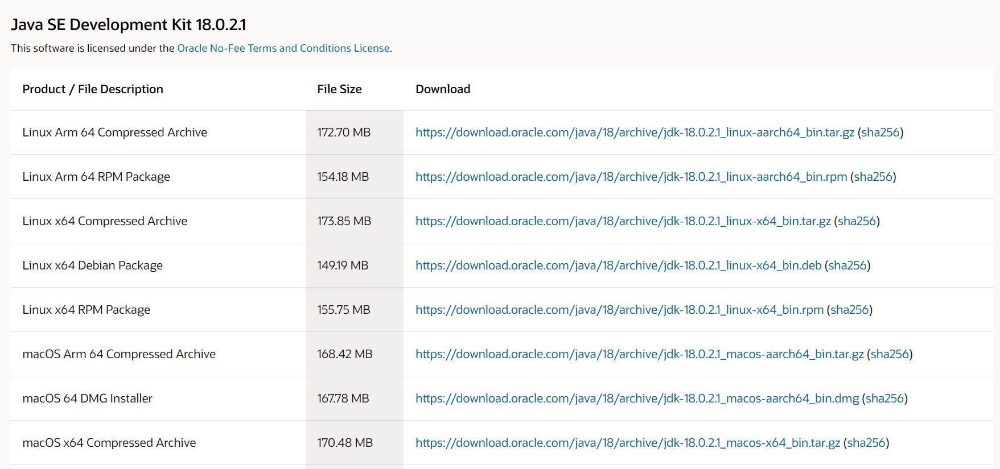 Java SE Development Kit 18.0.2.1
This software is licensed under the Oracle No-Fee Terms and Conditions License.
Product / File Description File Size Download
Linux Arm 64 Compressed Archive 172.70 MB https://download.oracle.com/java/18/archive/jdk-18.0.2.1_linux-aarch64_bin.tar.gz (sha256)
Linux Arm 64 RPM Package 154.18 MB https://download.oracle.com/java/18/archive/jdk-18.0.2.1_linux-aarch64_bin.rpm (sha256)
Linux x64 Compressed Archive 173.85 MB https://download.oracle.com/java/18/archive/jdk-18.0.2.1_linux-x64_bin.tar.gz (sha256)
Linux x64 Debian Package 149.19 MB https://download.oracle.com/java/18/archive/jdk-18.0.2.1_linux-x64_bin.deb (sha256)
Linux x64 RPM Package 155.75 MB https://download.oracle.com/java/18/archive/jdk-18.0.2.1_linux-x64_bin.rpm (sha256)
macOS Arm 64 Compressed Archive 168.42 MB https://download.oracle.com/java/18/archive/jdk-18.0.2.1_macos-aarch64_bin.tar.gz (sha256)
macOS 64 DMG Installer 167.78 MB https://download.oracle.com/java/18/archive/jdk-18.0.2.1_macos-aarch64_bin.dmg (sha256)
macOS x64 Compressed Archive 170.48 MB https://download.oracle.com/java/18/archive/jdk-18.0.2.1_macos-x64_bin.tar.gz (sha256)